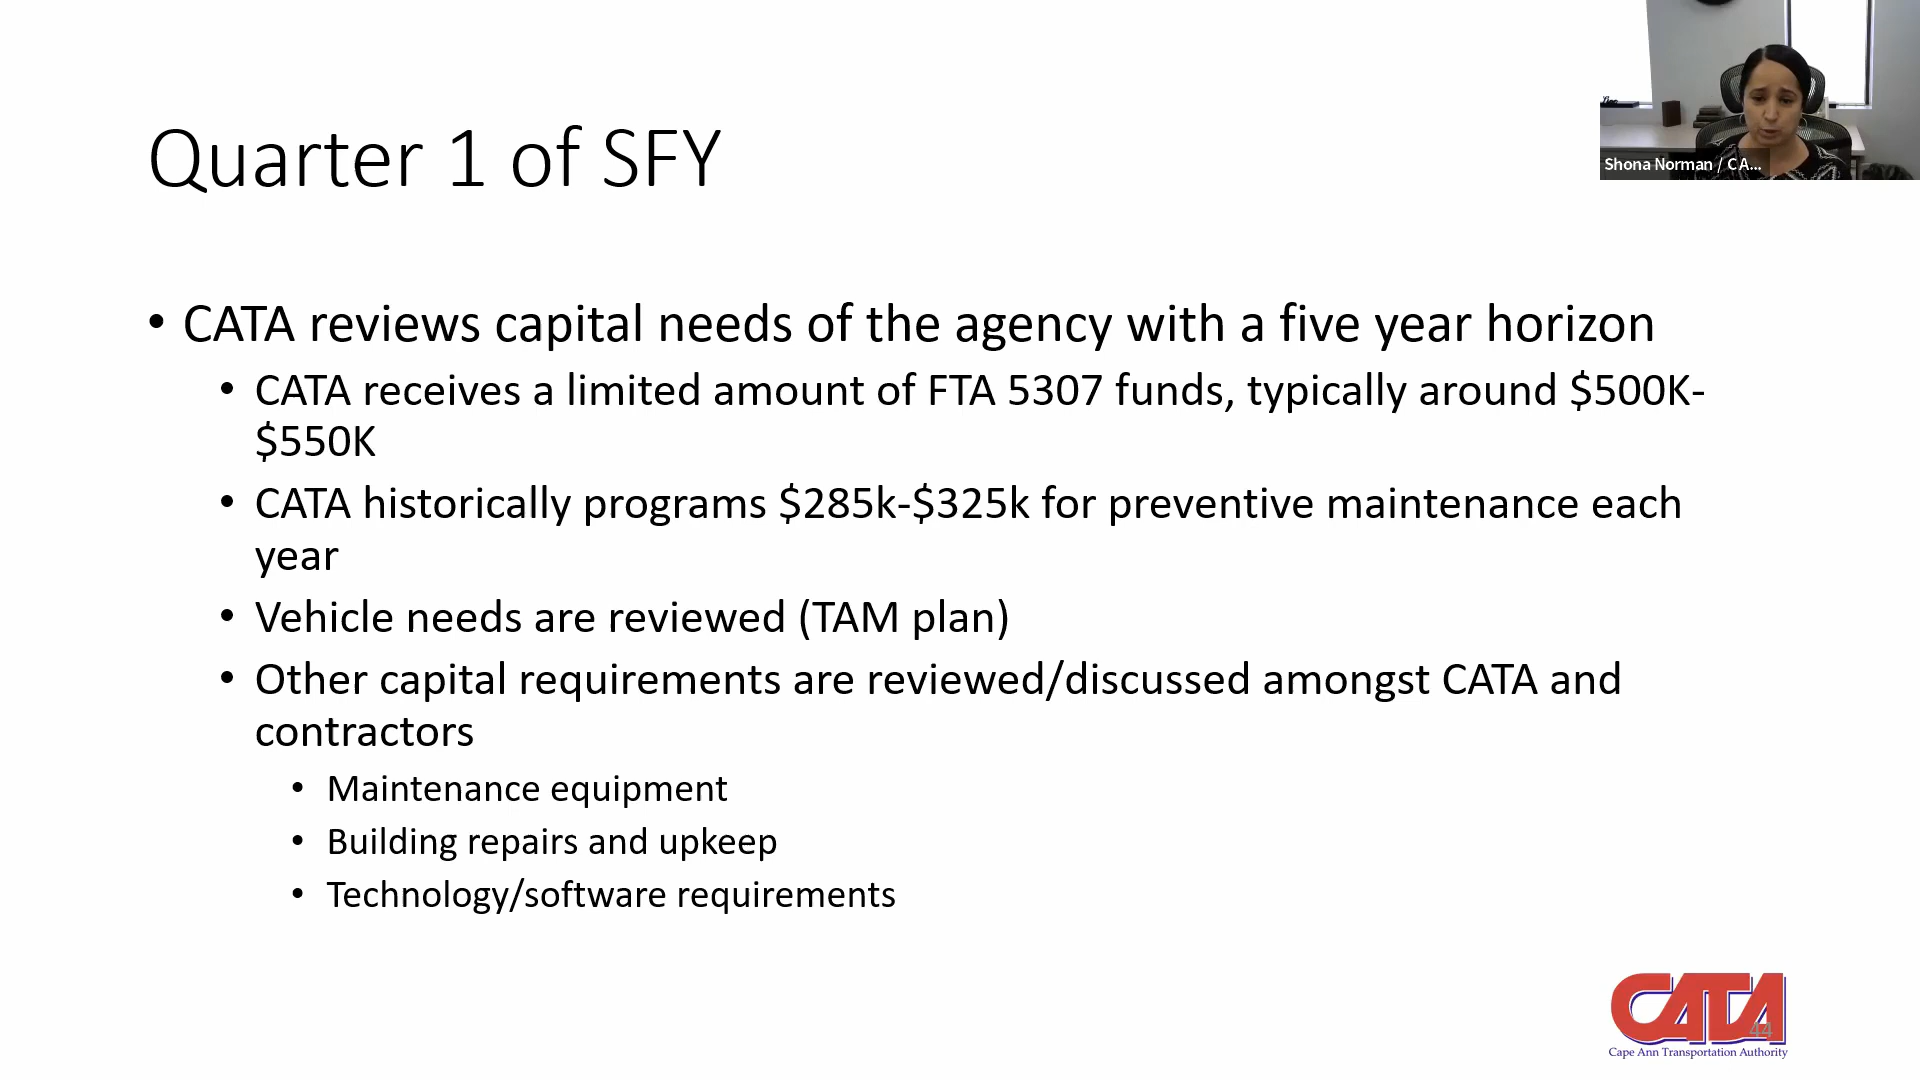 Quarter 1 of SFY
Shona Norman / C A...
• CATA reviews capital needs of the agency with a five year horizon
• CATA receives a limited amount of FTA 5307 funds, typically around $500K-
$550K
• CATA historically programs $285k-$325k for preventive maintenance each
year
• Vehicle needs are reviewed (TAM plan)
• Other capital requirements are reviewed/discussed amongst CATA and
contractors
• Maintenance equipment
• Building repairs and upkeep
• Technology/software requirements
CATA
44
Cape Ann Transportation Authority